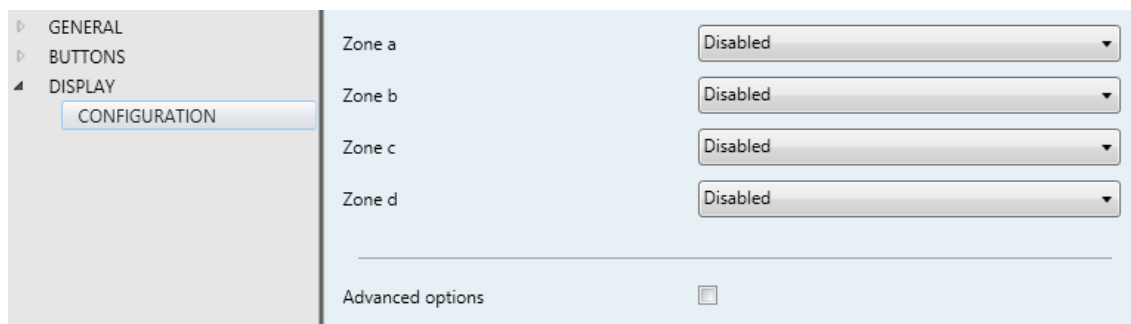 GENERAL
BUTTONS
DISPLAY
CONFIGURATION
Zone a Disabled
Zone b Disabled
Zone c Disabled
Zone d Disabled
Advanced options